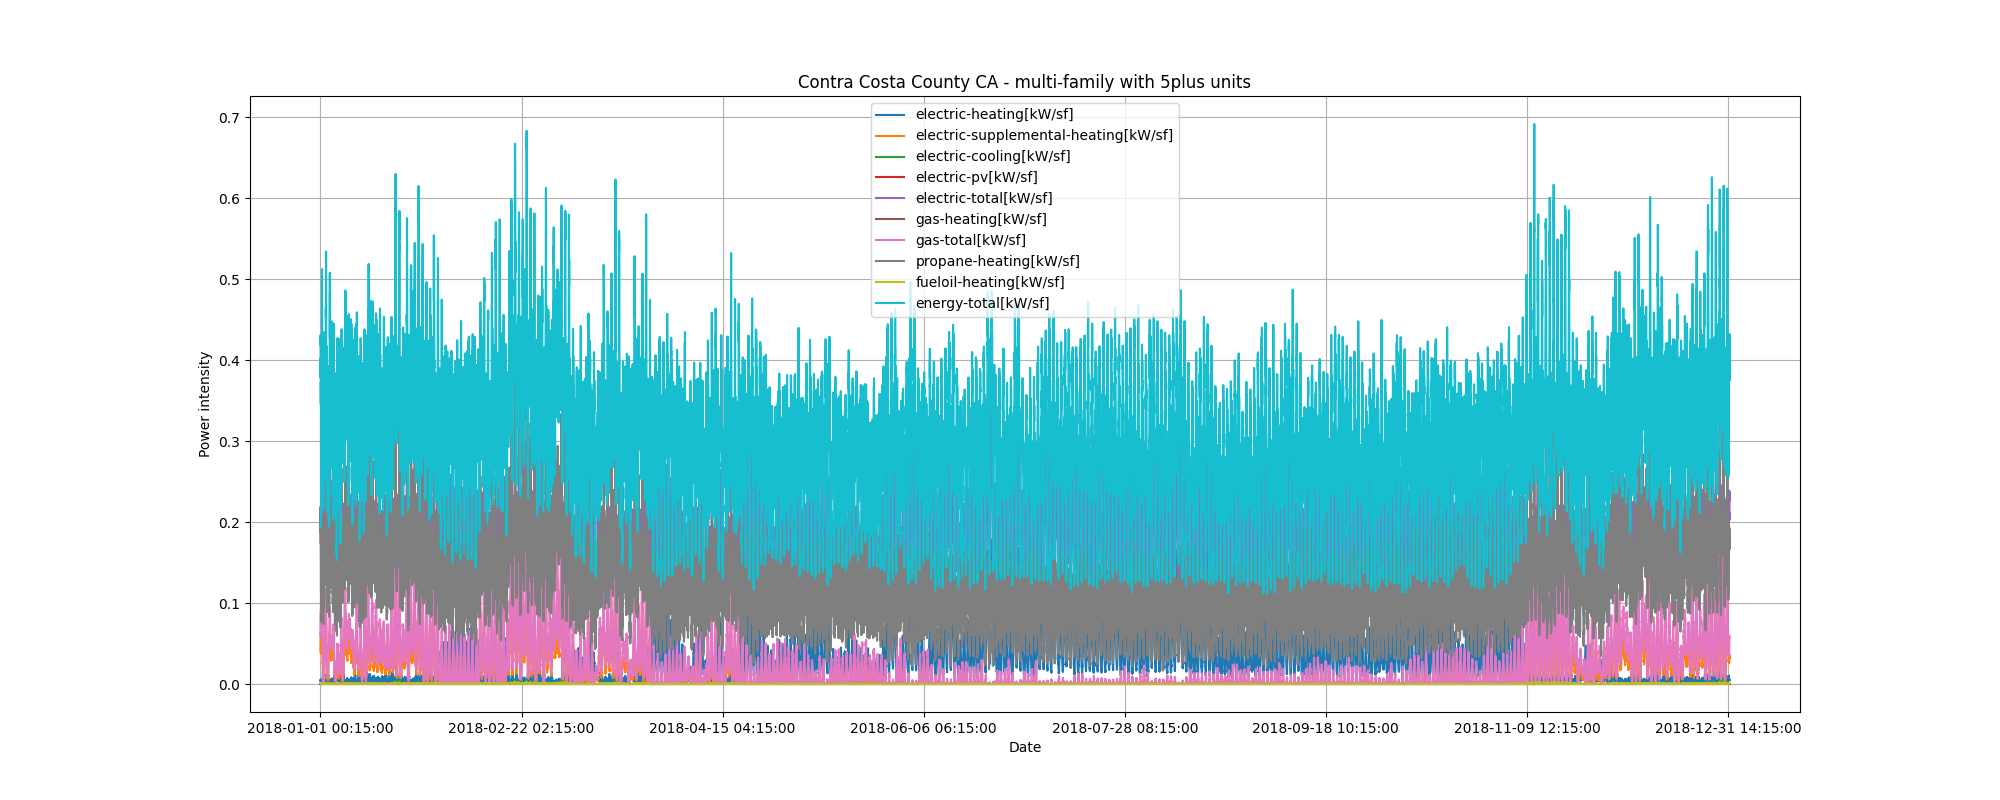 Contra Costa County CA - multi-family with 5plus units
electric-heating[kW/sf]
electric-supplemental-heating[kW/sf]
electric-cooling[kW/sf]
electric-pv[kW/sf]
electric-total[kW/sf]
gas-heating[kW/sf]
gas-total[kW/sf]
propane-heating[kW/sf]
fueloil-heating[kW/sf]
energy-total[kW/sf]
Power intensity
0.7
0.6
0.5
0.4
0.3
0.2
0.1
0.0
2018-01-01 00:15:00
2018-02-22 02:15:00
2018-04-15 04:15:00
2018-06-06 06:15:00
2018-07-28 08:15:00
2018-09-18 10:15:00
2018-11-09 12:15:00
2018-12-31 14:15:00
Date